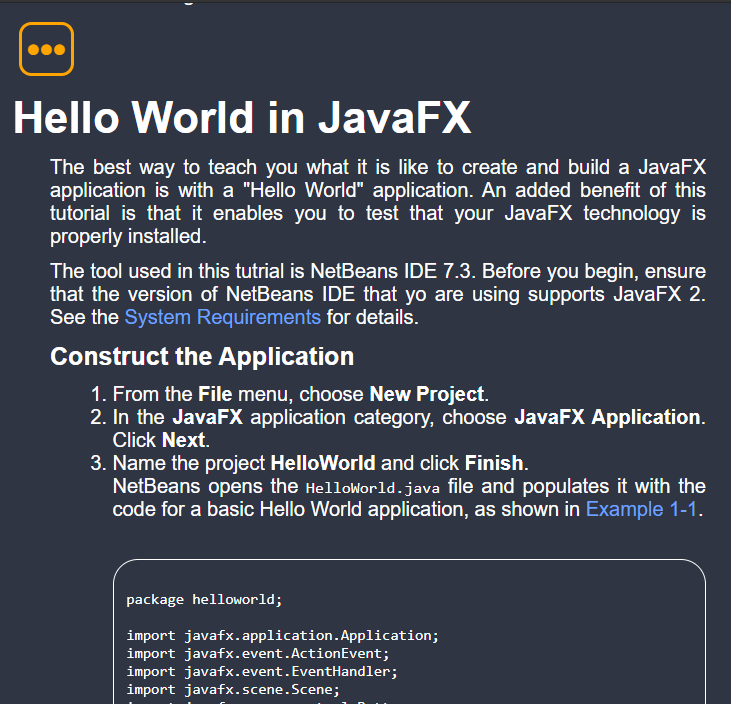 Hello World in JavaFX
The best way to teach you what it is like to create and build a JavaFX
application is with a "Hello World" application. An added benefit of this
tutorial is that it enables you to test that your JavaFX technology is
properly installed.
The tool used in this tutrial is NetBeans IDE 7.3. Before you begin, ensure
that the version of NetBeans IDE that yo are using supports JavaFX 2.
See the System Requirements for details.
Construct the Application
1. From the File menu, choose New Project.
2. In the JavaFX application category, choose JavaFX Application.
Click Next.
3. Name the project HelloWorld and click Finish.
NetBeans opens the HelloWorld.java file and populates it with the
code for a basic Hello World application, as shown in Example 1-1.
package helloworld;
import javafx.application.Application;
import javafx.event.ActionEvent;
import javafx.event.EventHandler;
import javafx.scene.Scene;